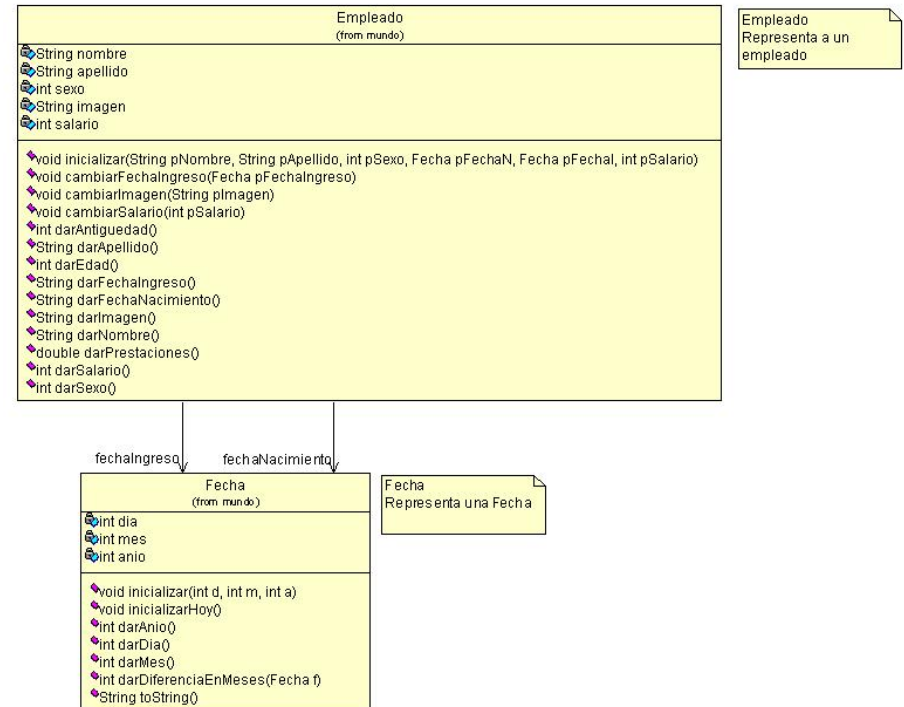 Empleado
(from mundo)
String nombre
String apellido
int sexo
String imagen
int salario
void inicializar(String pNombre, String pApellido, int pSexo, Fecha pFechaN, Fecha pFechaI, int pSalario)
void cambiarFechaIngreso(Fecha pFechaIngreso)
void cambiarImagen(String pImagen)
void cambiarSalario(int pSalario)
int darAntiguedad()
String darApellido()
int darEdad()
String darFechaIngreso()
String darFechaNacimiento()
String darImagen()
String darNombre()
double darPrestaciones()
int darSalario()
int darSexo()
Empleado
Representa a un
empleado
fechaIngreso
fechaNacimiento
Fecha
(from mundo)
int dia
int mes
int anio
void inicializar(int d, int m, int a)
void inicializarHoy()
int darAnio()
int darDia()
int darMes()
int darDiferenciaEnMeses(Fecha f)
String toString()
Fecha
Representa una Fecha